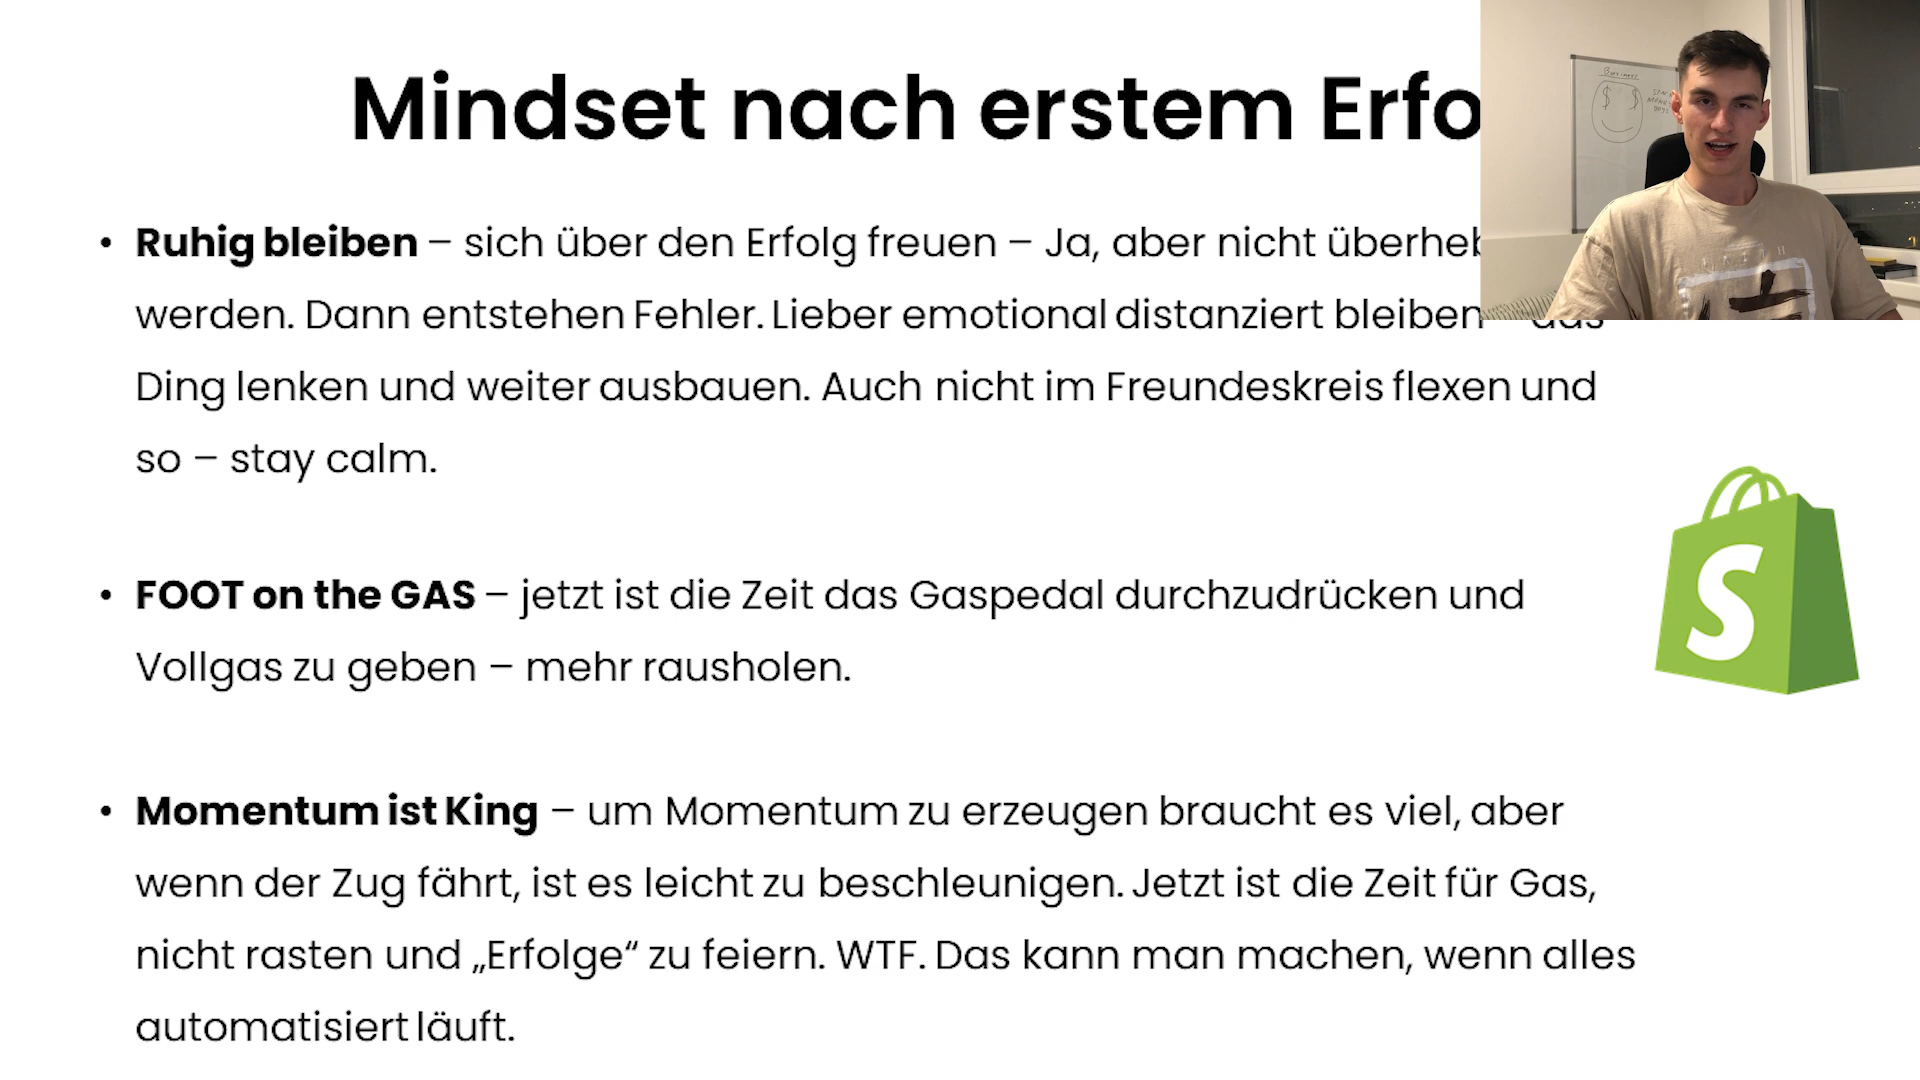 Mindset nach erstem Erfo
• Ruhig bleiben – sich über den Erfolg freuen – Ja, aber nicht überheb
werden. Dann entstehen Fehler. Lieber emotional distanziert bleiben
Ding lenken und weiter ausbauen. Auch nicht im Freundeskreis flexen und
so – stay calm.
• FOOT on the GAS – jetzt ist die Zeit das Gaspedal durchzudrücken und
Vollgas zu geben – mehr rausholen.
• Momentum ist King – um Momentum zu erzeugen braucht es viel, aber
wenn der Zug fährt, ist es leicht zu beschleunigen. Jetzt ist die Zeit für Gas,
nicht rasten und „Erfolge“ zu feiern. WTF. Das kann man machen, wenn alles
automatisiert läuft.
S